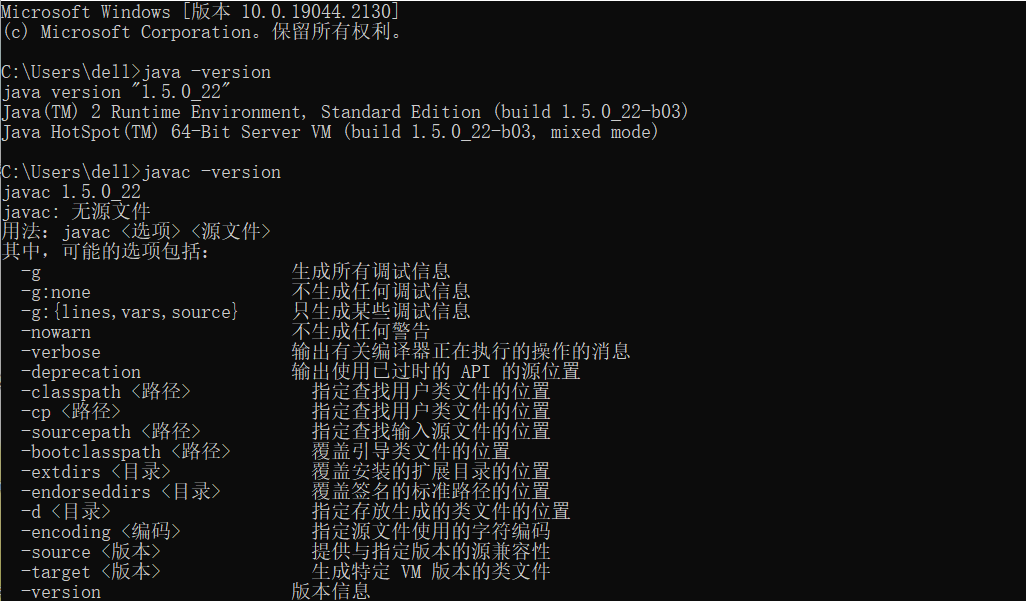 Microsoft Windows [版本 10.0.19044.2130]
(c) Microsoft Corporation。保留所有权利。
C:\Users\dell>java -version
java version "1.5.0_22"
Java(TM) 2 Runtime Environment, Standard Edition (build 1.5.0_22-b03)
Java HotSpot(TM) 64-Bit Server VM (build 1.5.0_22-b03, mixed mode)
C:\Users\dell>javac -version
javac 1.5.0_22
javac: 无源文件
用法: javac <选项> <源文件>
其中，可能的选项包括:
-g 生成所有调试信息
-g:none 不生成任何调试信息
-g:{lines,vars,source} 只生成某些调试信息
-nowarn 不生成任何警告
-verbose 输出有关编译器正在执行的操作的消息
-deprecation 输出使用已过时的 API 的源位置
-classpath <路径> 指定查找用户类文件的位置
-cp <路径> 指定查找用户类文件的位置
-sourcepath <路径> 指定查找输入源文件的位置
-bootclasspath <路径> 覆盖引导类文件的位置
-extdirs <目录> 覆盖安装的扩展目录的位置
-endorseddirs <目录> 覆盖签名的标准路径的位置
-d <目录> 指定存放生成的类文件的位置
-encoding <编码> 指定源文件使用的字符编码
-source <版本> 提供与指定版本的源兼容性
-target <版本> 生成特定 VM 版本的类文件
-version 版本信息